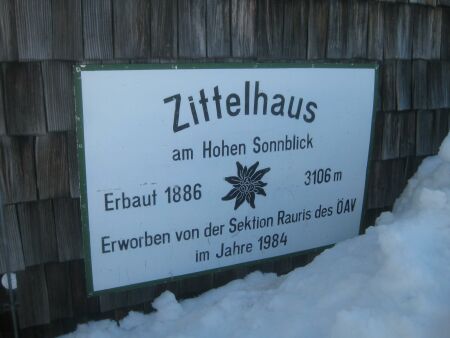 Zittelhaus
am Hohen Sonnblick
Erbaut 1886 3106 m
Erworben von der Sektion Rauris des ÖAV
im Jahre 1984